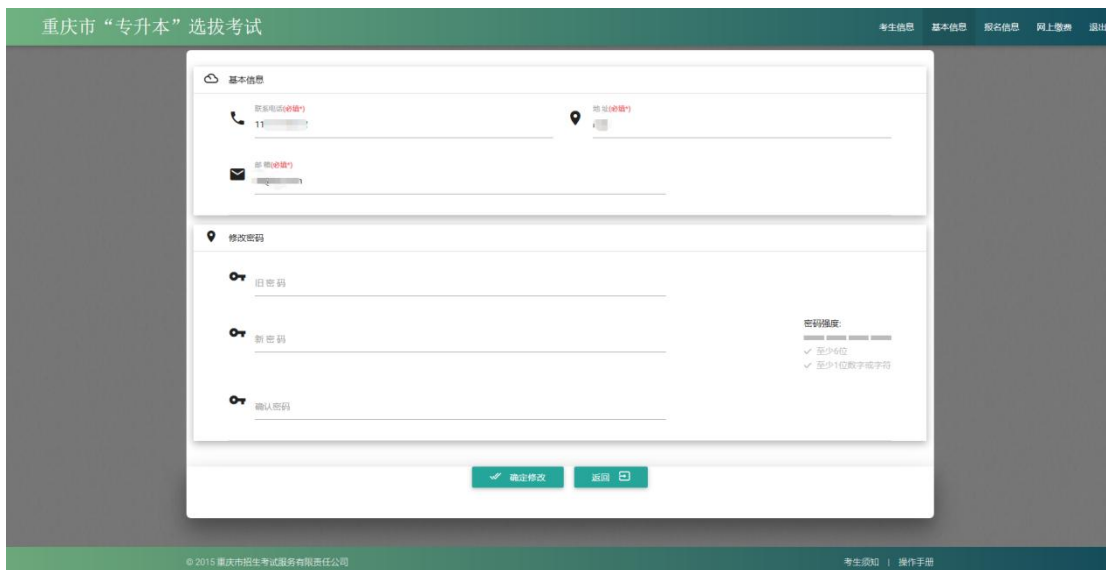 重庆市“专升本”选拔考试
考生信息 基本信息 报名信息 网上缴费 退出
基本信息
联系电话(必填*)
地 址(必填*)
11
邮 箱(必填*)
修改密码
旧 密 码
新 密 码
密码强度:
至少6位
至少1位数字或字符
确认密码
确定修改 返回
© 2015 重庆市招生考试服务有限责任公司
考生须知 | 操作手册